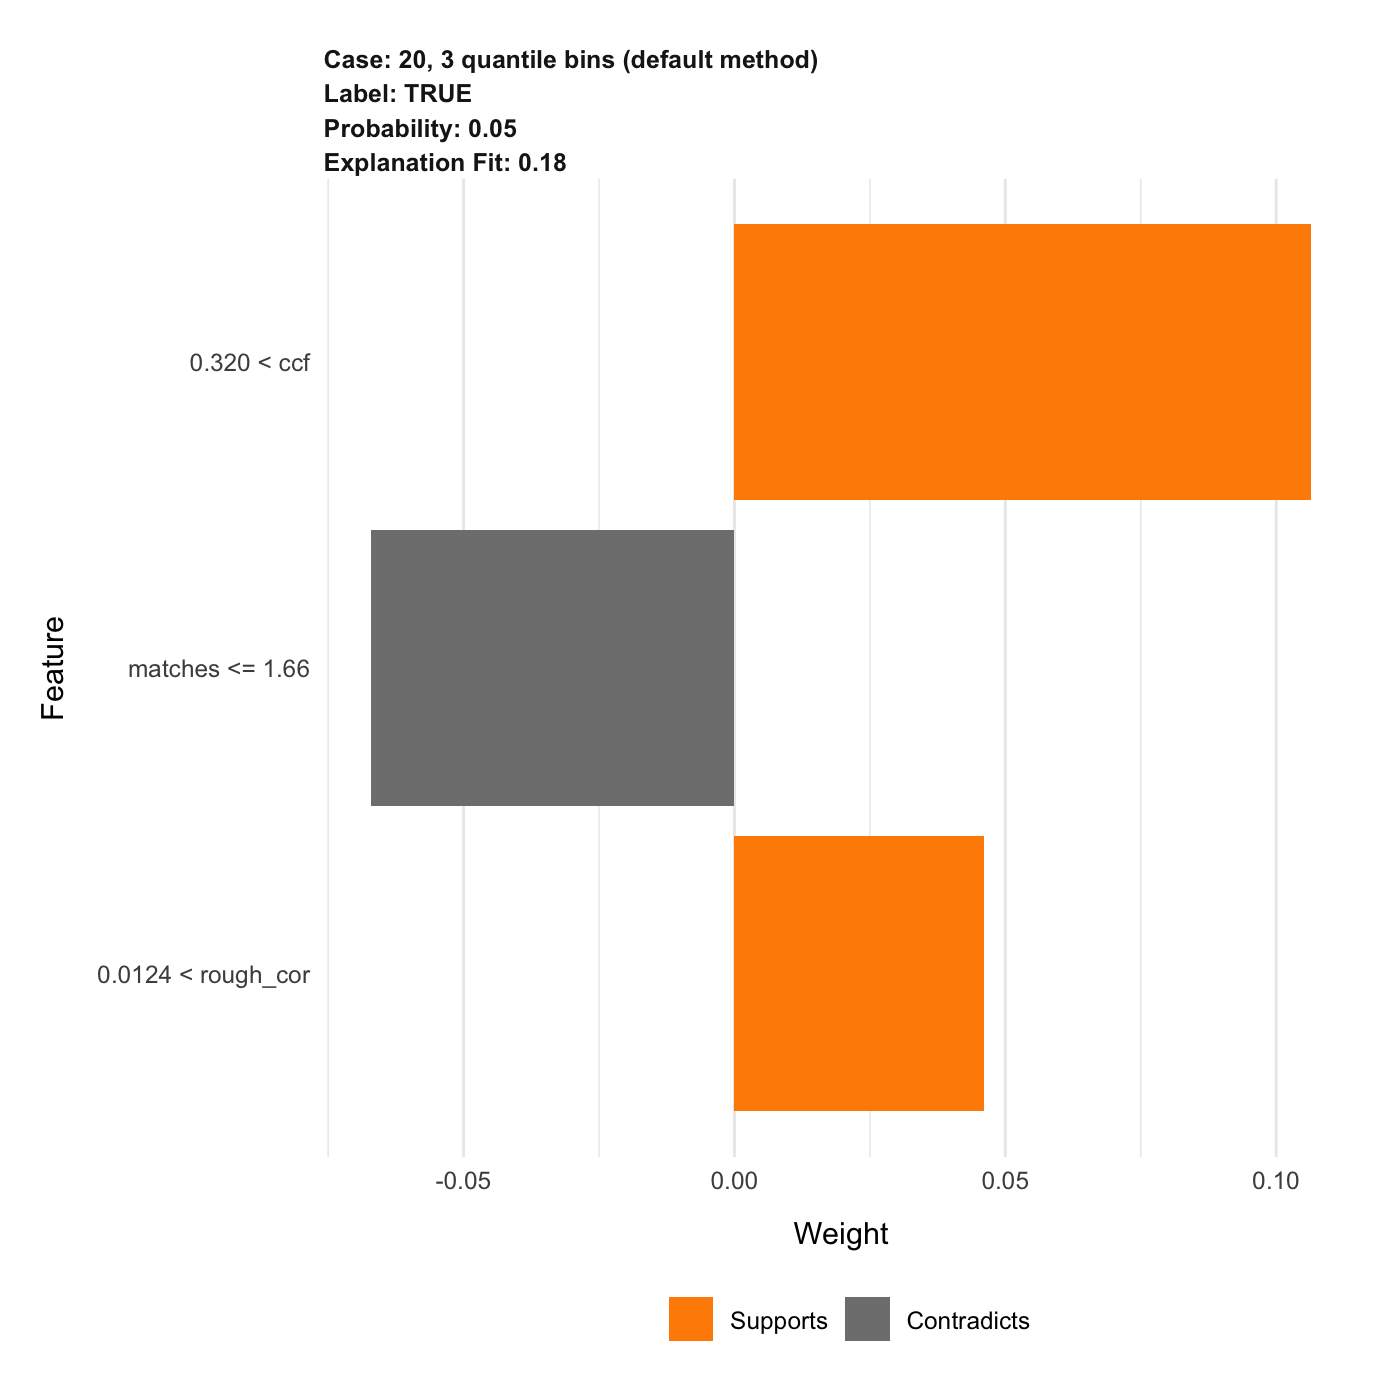 Case: 20, 3 quantile bins (default method)
Label: TRUE
Probability: 0.05
Explanation Fit: 0.18
0.320 < ccf
matches <= 1.66
0.0124 < rough_cor
Feature
-0.05 0.00 0.05 0.10
Weight
Supports Contradicts